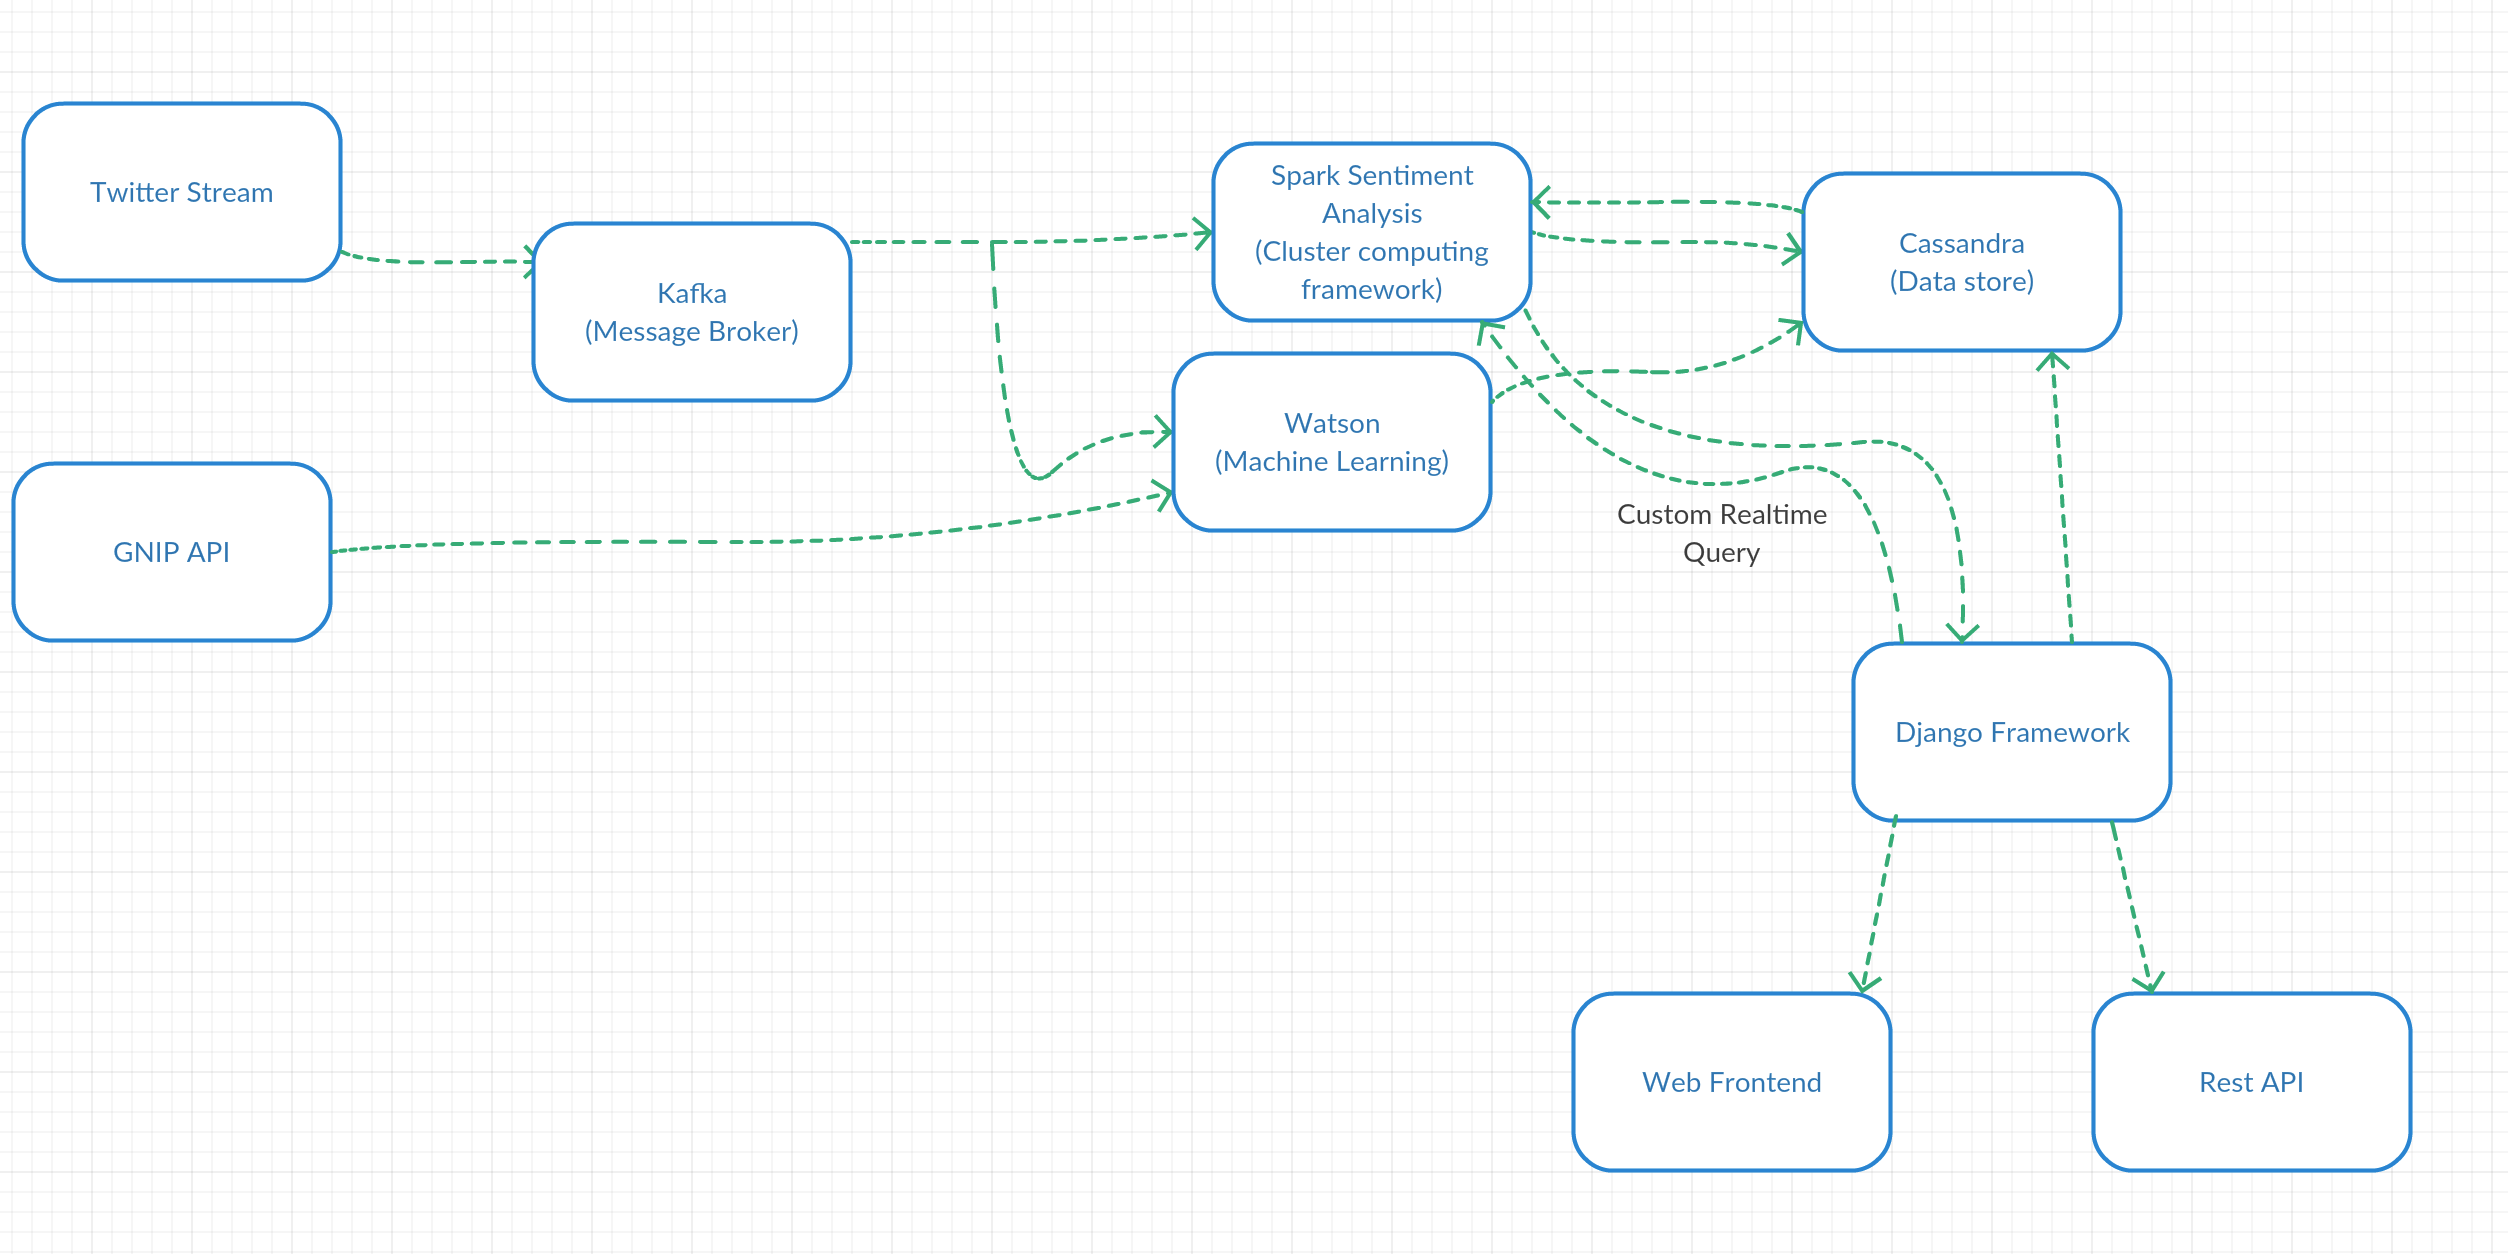 Twitter Stream
Kafka
(Message Broker)
GNIP API
Spark Sentiment
Analysis
(Cluster computing
framework)
Watson
(Machine Learning)
Cassandra
(Data store)
Custom Realtime
Query
Django Framework
Web Frontend
Rest API